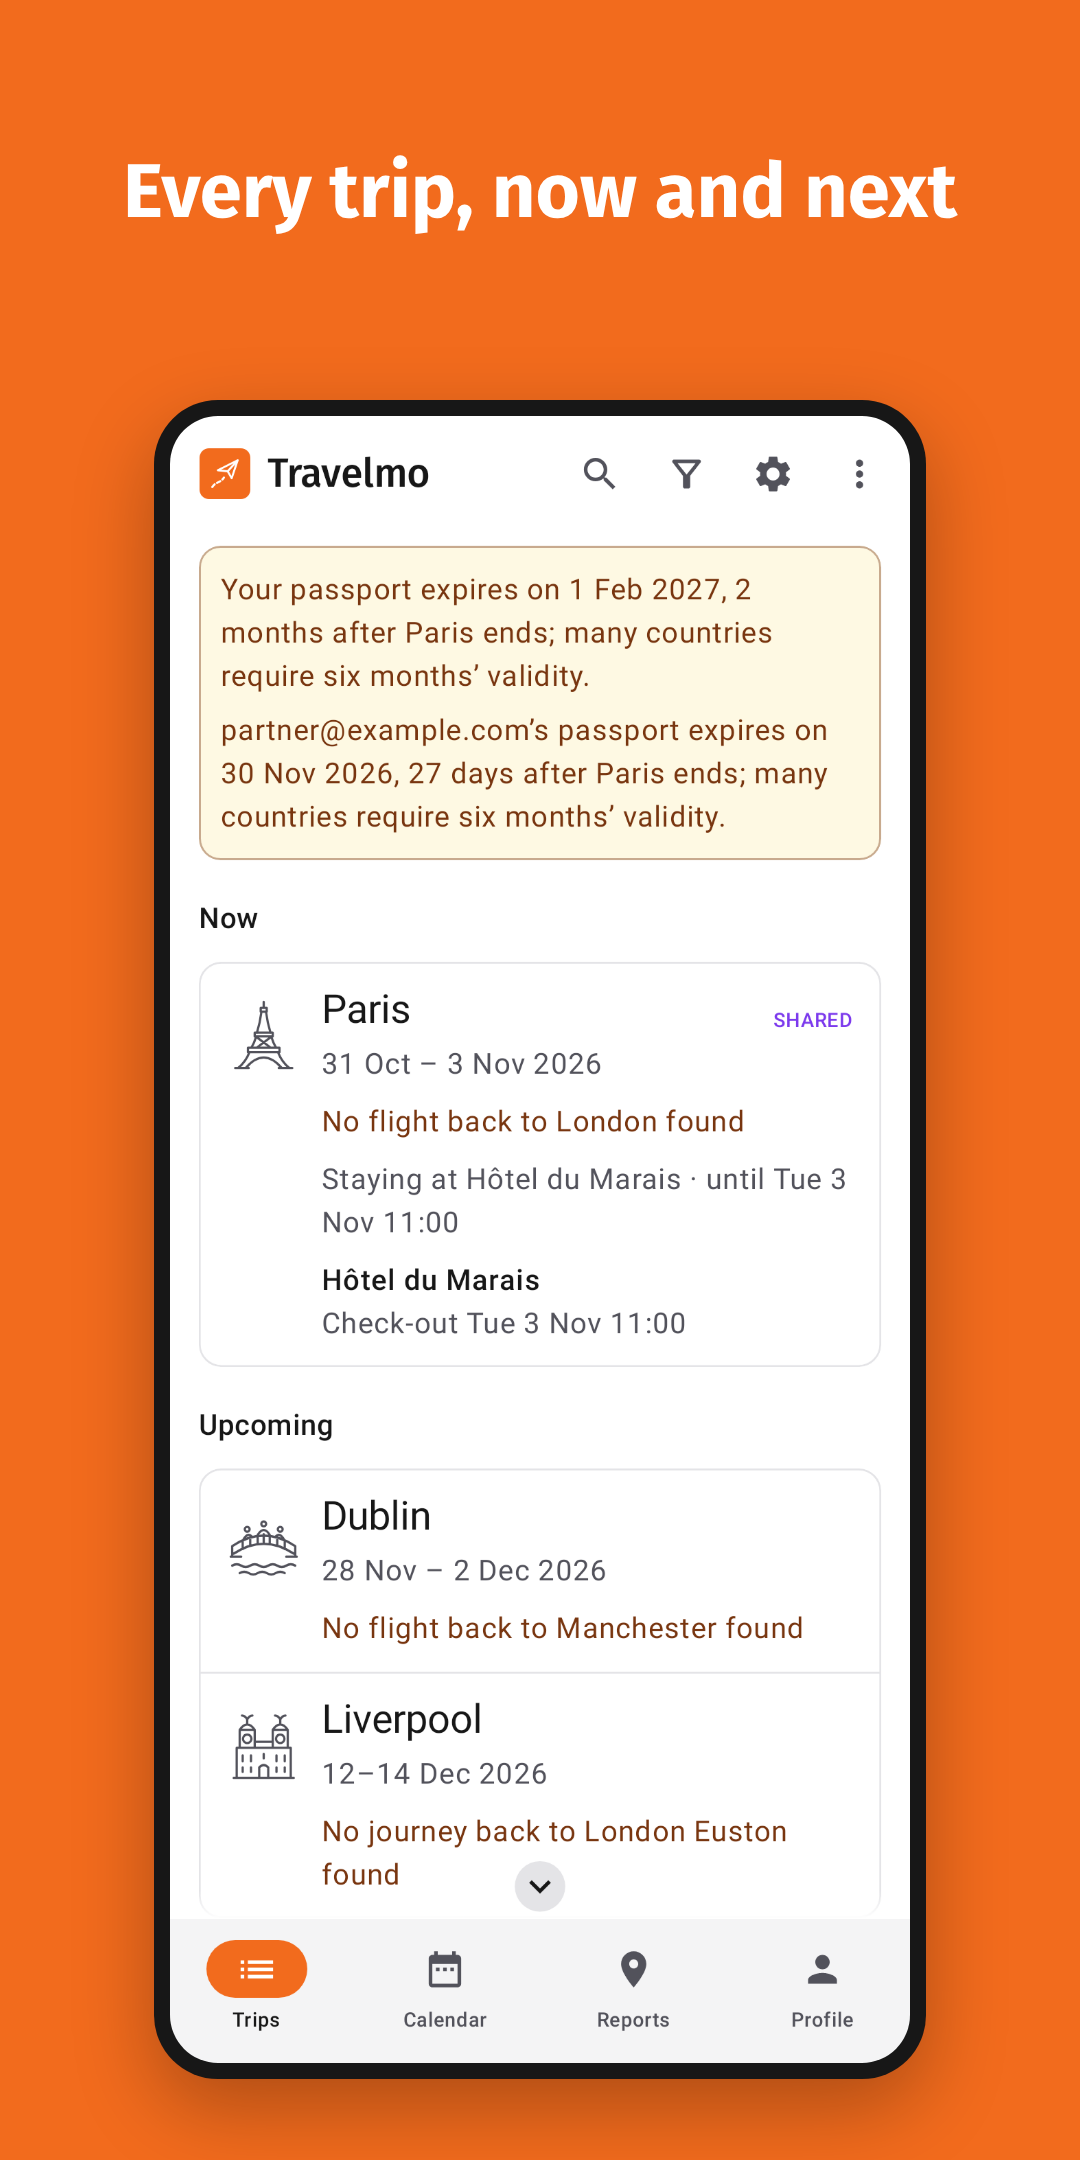 Every trip, now and next
Travelmo
Your passport expires on 1 Feb 2027, 2
months after Paris ends; many countries
require six months’ validity.
partner@example.com’s passport expires on
30 Nov 2026, 27 days after Paris ends; many
countries require six months’ validity.
Now
Paris
SHARED
31 Oct – 3 Nov 2026
No flight back to London found
Staying at Hôtel du Marais · until Tue 3
Nov 11:00
Hôtel du Marais
Check-out Tue 3 Nov 11:00
Upcoming
Dublin
28 Nov – 2 Dec 2026
No flight back to Manchester found
Liverpool
12–14 Dec 2026
No journey back to London Euston
found
Trips
Calendar
Reports
Profile